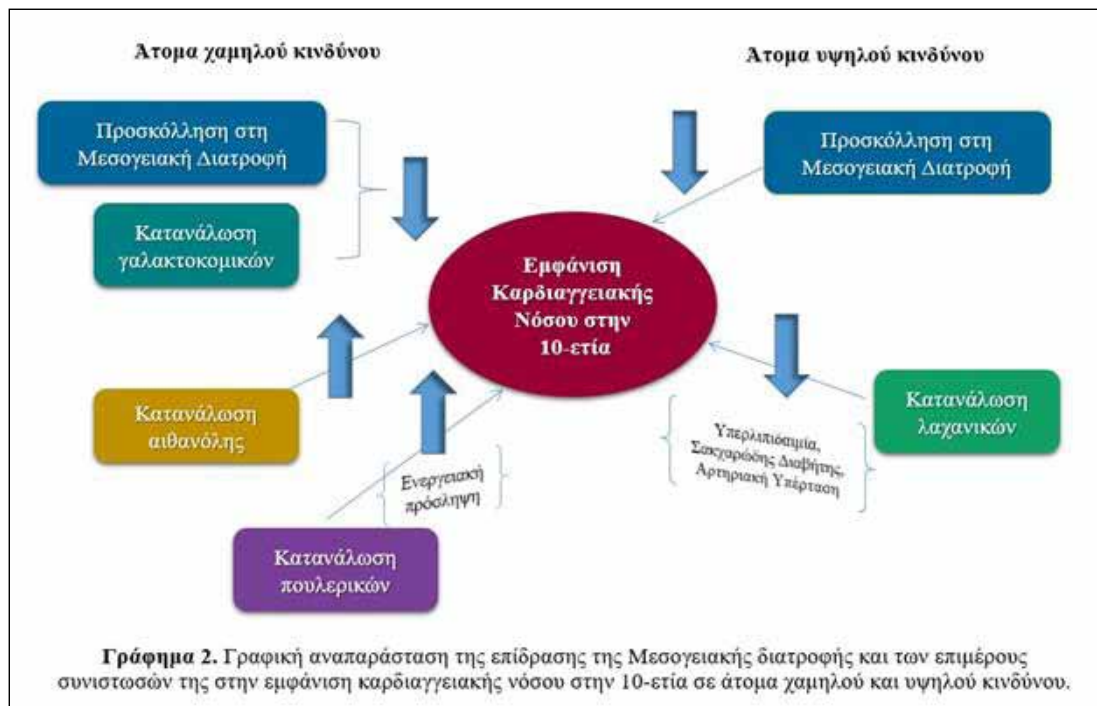 Άτομα χαμηλού κινδύνου
Άτομα υψηλού κινδύνου
Προσκόλληση στη
Μεσογειακή Διατροφή
Προσκόλληση στη
Μεσογειακή Διατροφή
Κατανάλωση
γαλακτοκομικών
Εμφάνιση
Καρδιαγγειακής
Νόσου στην
10-ετία
Κατανάλωση
αιθανόλης
Κατανάλωση
λαχανικών
Υπερλιπιδαιμία,
Σακχαρώδης Διαβήτης,
Αρτηριακή Υπέρταση
Ενεργειακή
πρόσληψη
Κατανάλωση
πουλερικών
Γράφημα 2. Γραφική αναπαράσταση της επίδρασης της Μεσογειακής διατροφής και των επιμέρους
συνιστωσών της στην εμφάνιση καρδιαγγειακής νόσου στην 10-ετία σε άτομα χαμηλού και υψηλού κινδύνου.